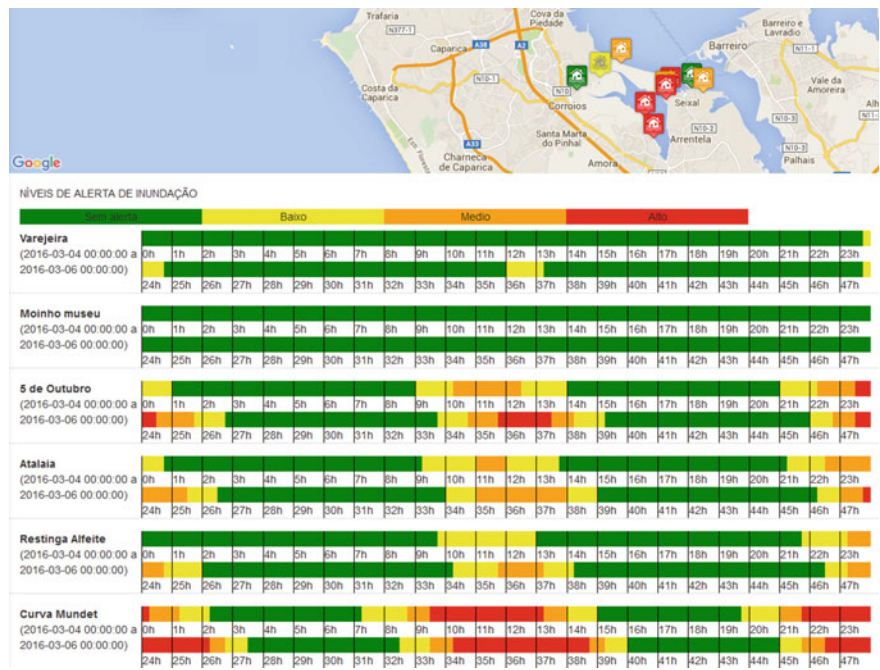 Trafaria
Cova da
Piedade
N377-1
Caparica
A38
A2
Barreiro e
Lavradio
Barreiro
N11-1
Costa da
Caparica
N10-1
N10
Corroios
Seixal
Vale da
Amoreira
N10-3
N11-1
Santa Marta
do Pinhal
N10-2
Arrentela
A33
Charneca
de Caparica
Amora
N10-3
Palhais
Google
NÍVEIS DE ALERTA DE INUNDAÇÃO
Sem alerta Baixo Medio Alto
Varejeira
(2016-03-04 00:00:00 a 0h 1h 2h 3h 4h 5h 6h 7h 8h 9h 10h 11h 12h 13h 14h 15h 16h 17h 18h 19h 20h 21h 22h 23h
2016-03-06 00:00:00)
24h 25h 26h 27h 28h 29h 30h 31h 32h 33h 34h 35h 36h 37h 38h 39h 40h 41h 42h 43h 44h 45h 46h 47h
Moinho museu
(2016-03-04 00:00:00 a 0h 1h 2h 3h 4h 5h 6h 7h 8h 9h 10h 11h 12h 13h 14h 15h 16h 17h 18h 19h 20h 21h 22h 23h
2016-03-06 00:00:00)
24h 25h 26h 27h 28h 29h 30h 31h 32h 33h 34h 35h 36h 37h 38h 39h 40h 41h 42h 43h 44h 45h 46h 47h
5 de Outubro
(2016-03-04 00:00:00 a 0h 1h 2h 3h 4h 5h 6h 7h 8h 9h 10h 11h 12h 13h 14h 15h 16h 17h 18h 19h 20h 21h 22h 23h
2016-03-06 00:00:00)
24h 25h 26h 27h 28h 29h 30h 31h 32h 33h 34h 35h 36h 37h 38h 39h 40h 41h 42h 43h 44h 45h 46h 47h
Atalaia
(2016-03-04 00:00:00 a 0h 1h 2h 3h 4h 5h 6h 7h 8h 9h 10h 11h 12h 13h 14h 15h 16h 17h 18h 19h 20h 21h 22h 23h
2016-03-06 00:00:00)
24h 25h 26h 27h 28h 29h 30h 31h 32h 33h 34h 35h 36h 37h 38h 39h 40h 41h 42h 43h 44h 45h 46h 47h
Restinga Alfeite
(2016-03-04 00:00:00 a 0h 1h 2h 3h 4h 5h 6h 7h 8h 9h 10h 11h 12h 13h 14h 15h 16h 17h 18h 19h 20h 21h 22h 23h
2016-03-06 00:00:00)
24h 25h 26h 27h 28h 29h 30h 31h 32h 33h 34h 35h 36h 37h 38h 39h 40h 41h 42h 43h 44h 45h 46h 47h
Curva Mundet
(2016-03-04 00:00:00 a 0h 1h 2h 3h 4h 5h 6h 7h 8h 9h 10h 11h 12h 13h 14h 15h 16h 17h 18h 19h 20h 21h 22h 23h
2016-03-06 00:00:00)
24h 25h 26h 27h 28h 29h 30h 31h 32h 33h 34h 35h 36h 37h 38h 39h 40h 41h 42h 43h 44h 45h 46h 47h